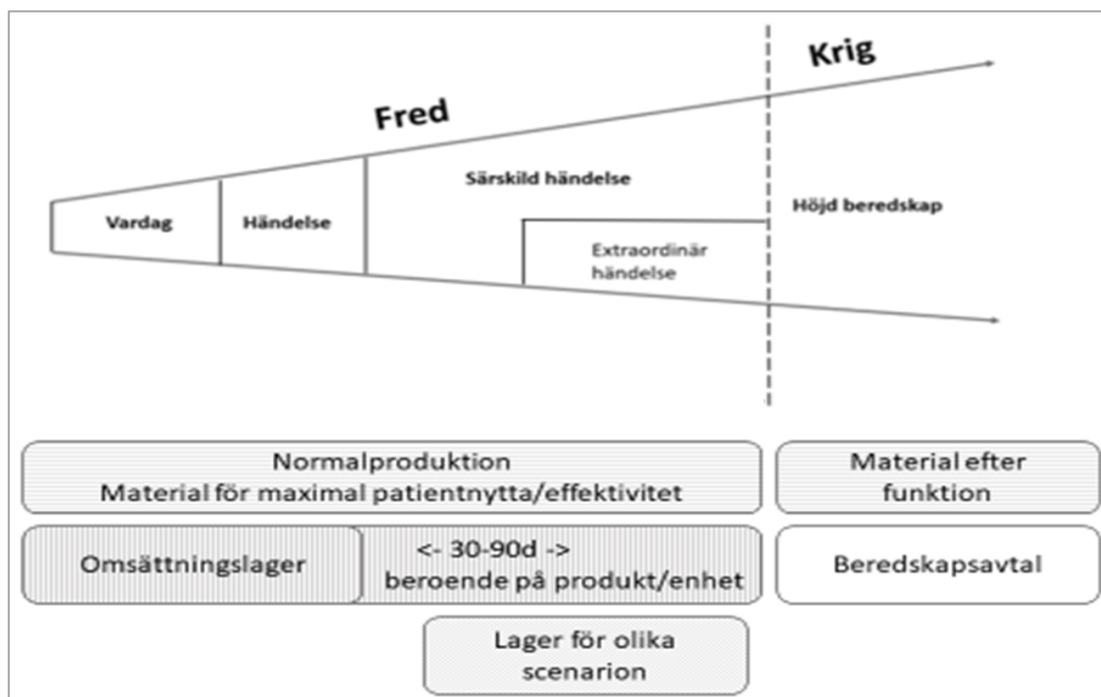 Krig
Fred
Särskild händelse
Vardag
Händelse
Höjd beredskap
Extraordinär
händelse
Normalproduktion
Material för maximal patientnytta/effektivitet
Material efter
funktion
Omsättningslager
<- 30-90d ->
beroende på produkt/enhet
Beredskapsavtal
Lager för olika
scenarion